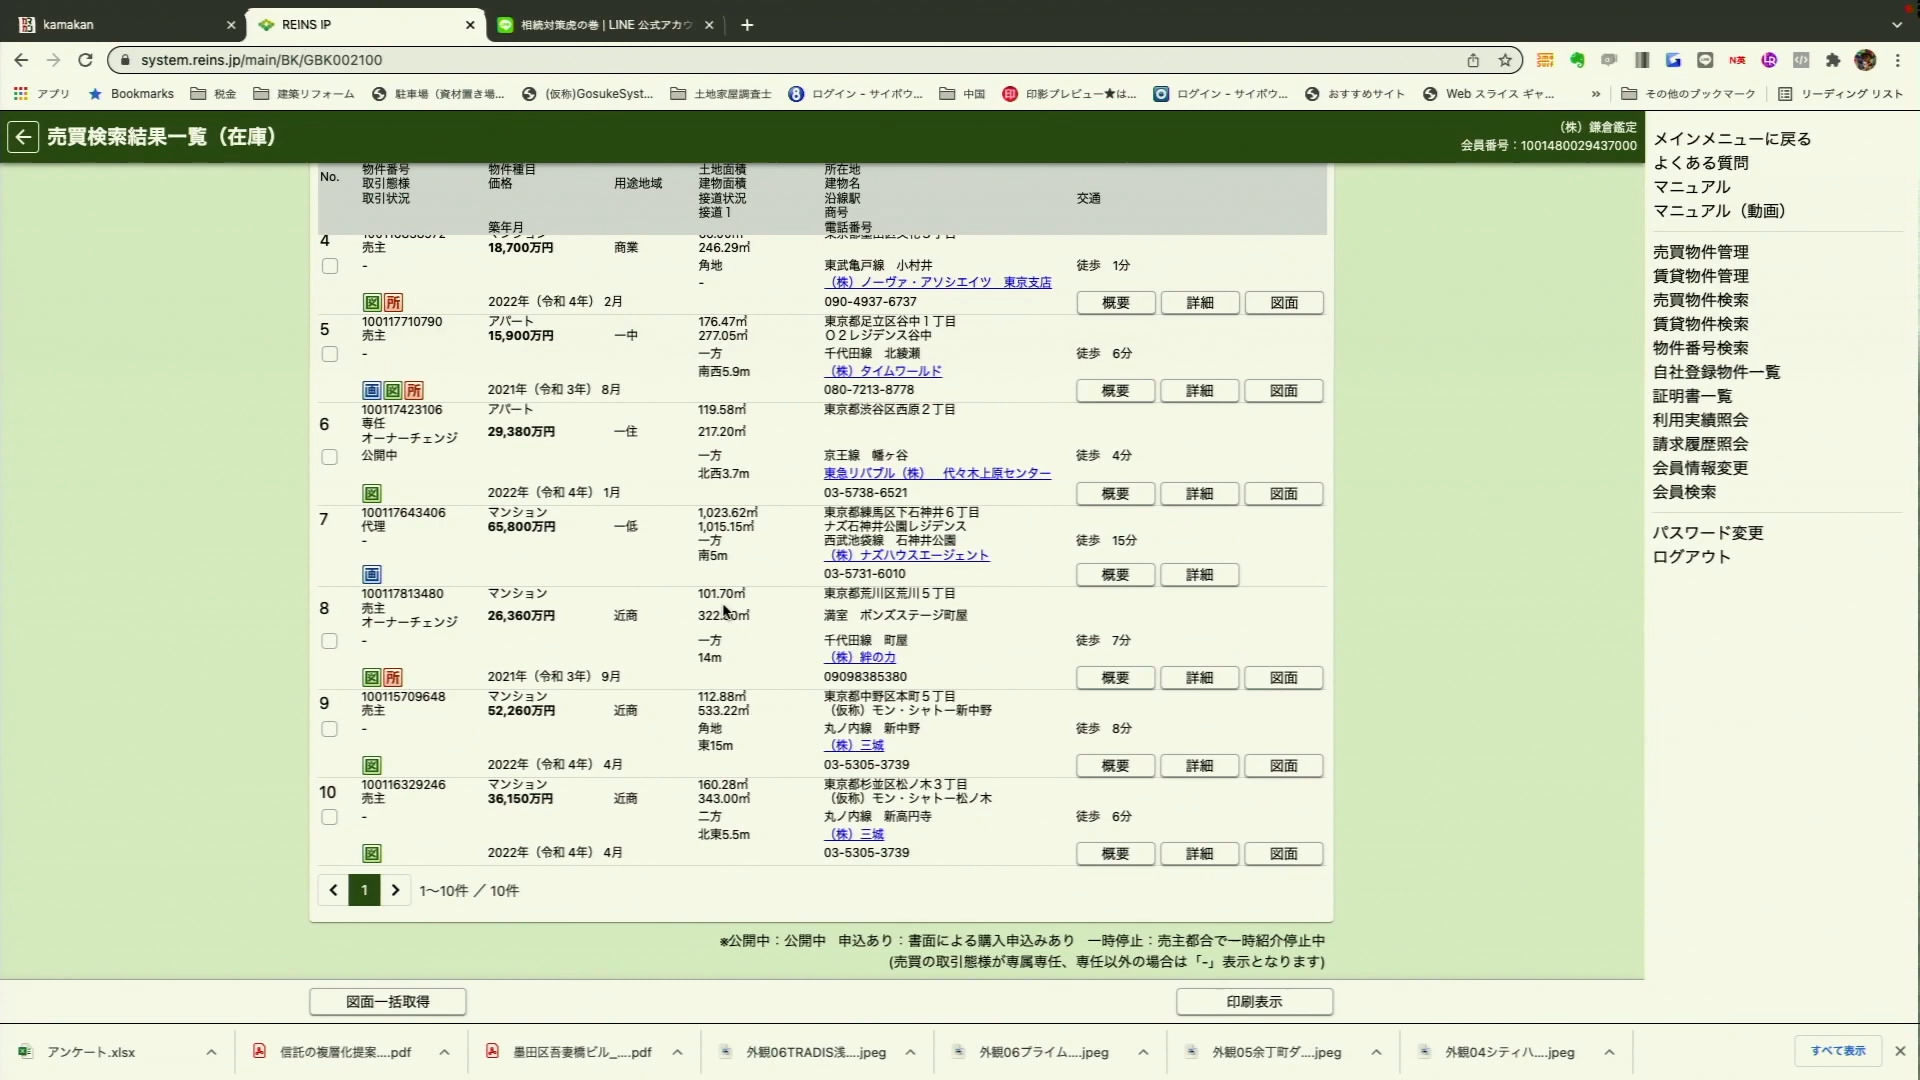 kamakan
REINS IP
相続対策虎の巻 | LINE 公式アカウ
system.reins.jp/main/BK/GBK002100
アプリ Bookmarks 税金 建築リフォーム 駐車場（資材置き場... (仮称)GosukeSyst... 土地家屋調査士 ログイン - サイボウ... 中国 印影プレビュー★は... ログイン - サイボウ... おすすめサイト Web スライス ギャ... » その他のブックマーク リーディング リスト
売買検索結果一覧（在庫）
（株）鎌倉鑑定
会員番号：1001480029437000
No. 物件番号 物件種目 土地面積 所在地
取引態様 価格 用途地域 建物面積 建物名
取引状況 接道状況 沿線駅 交通
接道１ 商号
築年月 電話番号
4
売主 18,700万円 商業 246.29㎡
- 角地 東武亀戸線 小村井 徒歩 1分
- （株）ノーヴァ・アソシエイツ 東京支店
図 所 2022年（令和 4年） 2月 090-4937-6737 概要 詳細 図面
5 100117710790 アパート 176.47㎡ 東京都足立区谷中１丁目
売主 15,900万円 一中 277.05㎡ Ｏ２レジデンス谷中
- 一方 千代田線 北綾瀬 徒歩 6分
南西5.9m （株）タイムワールド
画 図 所 2021年（令和 3年） 8月 080-7213-8778 概要 詳細 図面
6 100117423106 アパート 119.58㎡ 東京都渋谷区西原２丁目
専任
オーナーチェンジ 29,380万円 一住 217.20㎡
公開中 一方 京王線 幡ヶ谷 徒歩 4分
北西3.7m 東急リバブル（株） 代々木上原センター
図 2022年（令和 4年） 1月 03-5738-6521 概要 詳細 図面
7 100117643406 マンション 1,023.62㎡ 東京都練馬区下石神井６丁目
代理 65,800万円 一低 1,015.15㎡ ナズ石神井公園レジデンス
- 一方 西武池袋線 石神井公園 徒歩 15分
南5m （株）ナズハウスエージェント
画 03-5731-6010 概要 詳細
8 100117813480 マンション 101.70㎡ 東京都荒川区荒川５丁目
売主
オーナーチェンジ 26,360万円 近商 満室 ボンズステージ町屋
- 一方 千代田線 町屋 徒歩 7分
14m （株）絆の力
図 所 2021年（令和 3年） 9月 09098385380 概要 詳細 図面
9 100115709648 マンション 112.88㎡ 東京都中野区本町５丁目
売主 52,260万円 近商 533.22㎡ （仮称）モン・シャトー新中野
- 角地 丸ノ内線 新中野 徒歩 8分
東15m （株）三城
図 2022年（令和 4年） 4月 03-5305-3739 概要 詳細 図面
10 100116329246 マンション 160.28㎡ 東京都杉並区松ノ木３丁目
売主 36,150万円 近商 343.00㎡ （仮称）モン・シャトー松ノ木
- 二方 丸ノ内線 新高円寺 徒歩 6分
北東5.5m （株）三城
図 2022年（令和 4年） 4月 03-5305-3739 概要 詳細 図面
1 1〜10件 ／ 10件
※公開中：公開中 申込あり：書面による購入申込みあり 一時停止：売主都合で一時紹介停止中
(売買の取引態様が専属専任、専任以外の場合は「-」表示となります)
図面一括取得 印刷表示
メインメニューに戻る
よくある質問
マニュアル
マニュアル（動画）
売買物件管理
賃貸物件管理
売買物件検索
賃貸物件検索
物件番号検索
自社登録物件一覧
証明書一覧
利用実績照会
請求履歴照会
会員情報変更
会員検索
パスワード変更
ログアウト
アンケート.xlsx 信託の複層化提案....pdf 墨田区吾妻橋ビル_....pdf 外観06TRADIS浅....jpeg 外観06プライム....jpeg 外観05余丁町ダ....jpeg 外観04シティハ....jpeg すべて表示